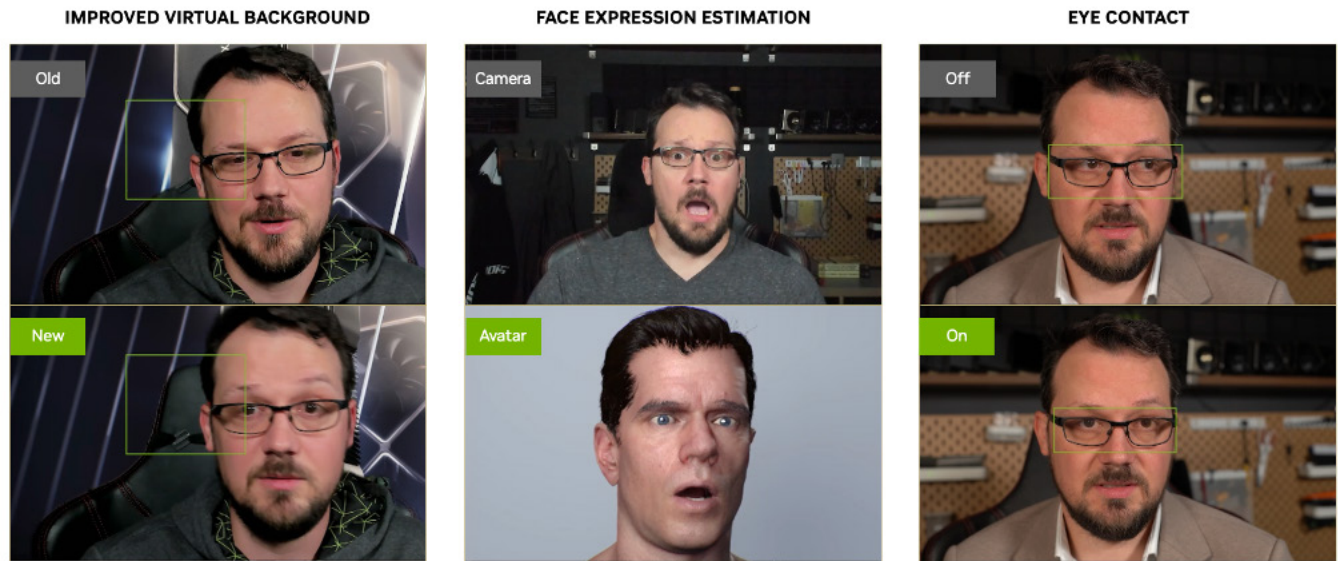 IMPROVED VIRTUAL BACKGROUND
FACE EXPRESSION ESTIMATION
EYE CONTACT
Old
Camera
Off
New
Avatar
On